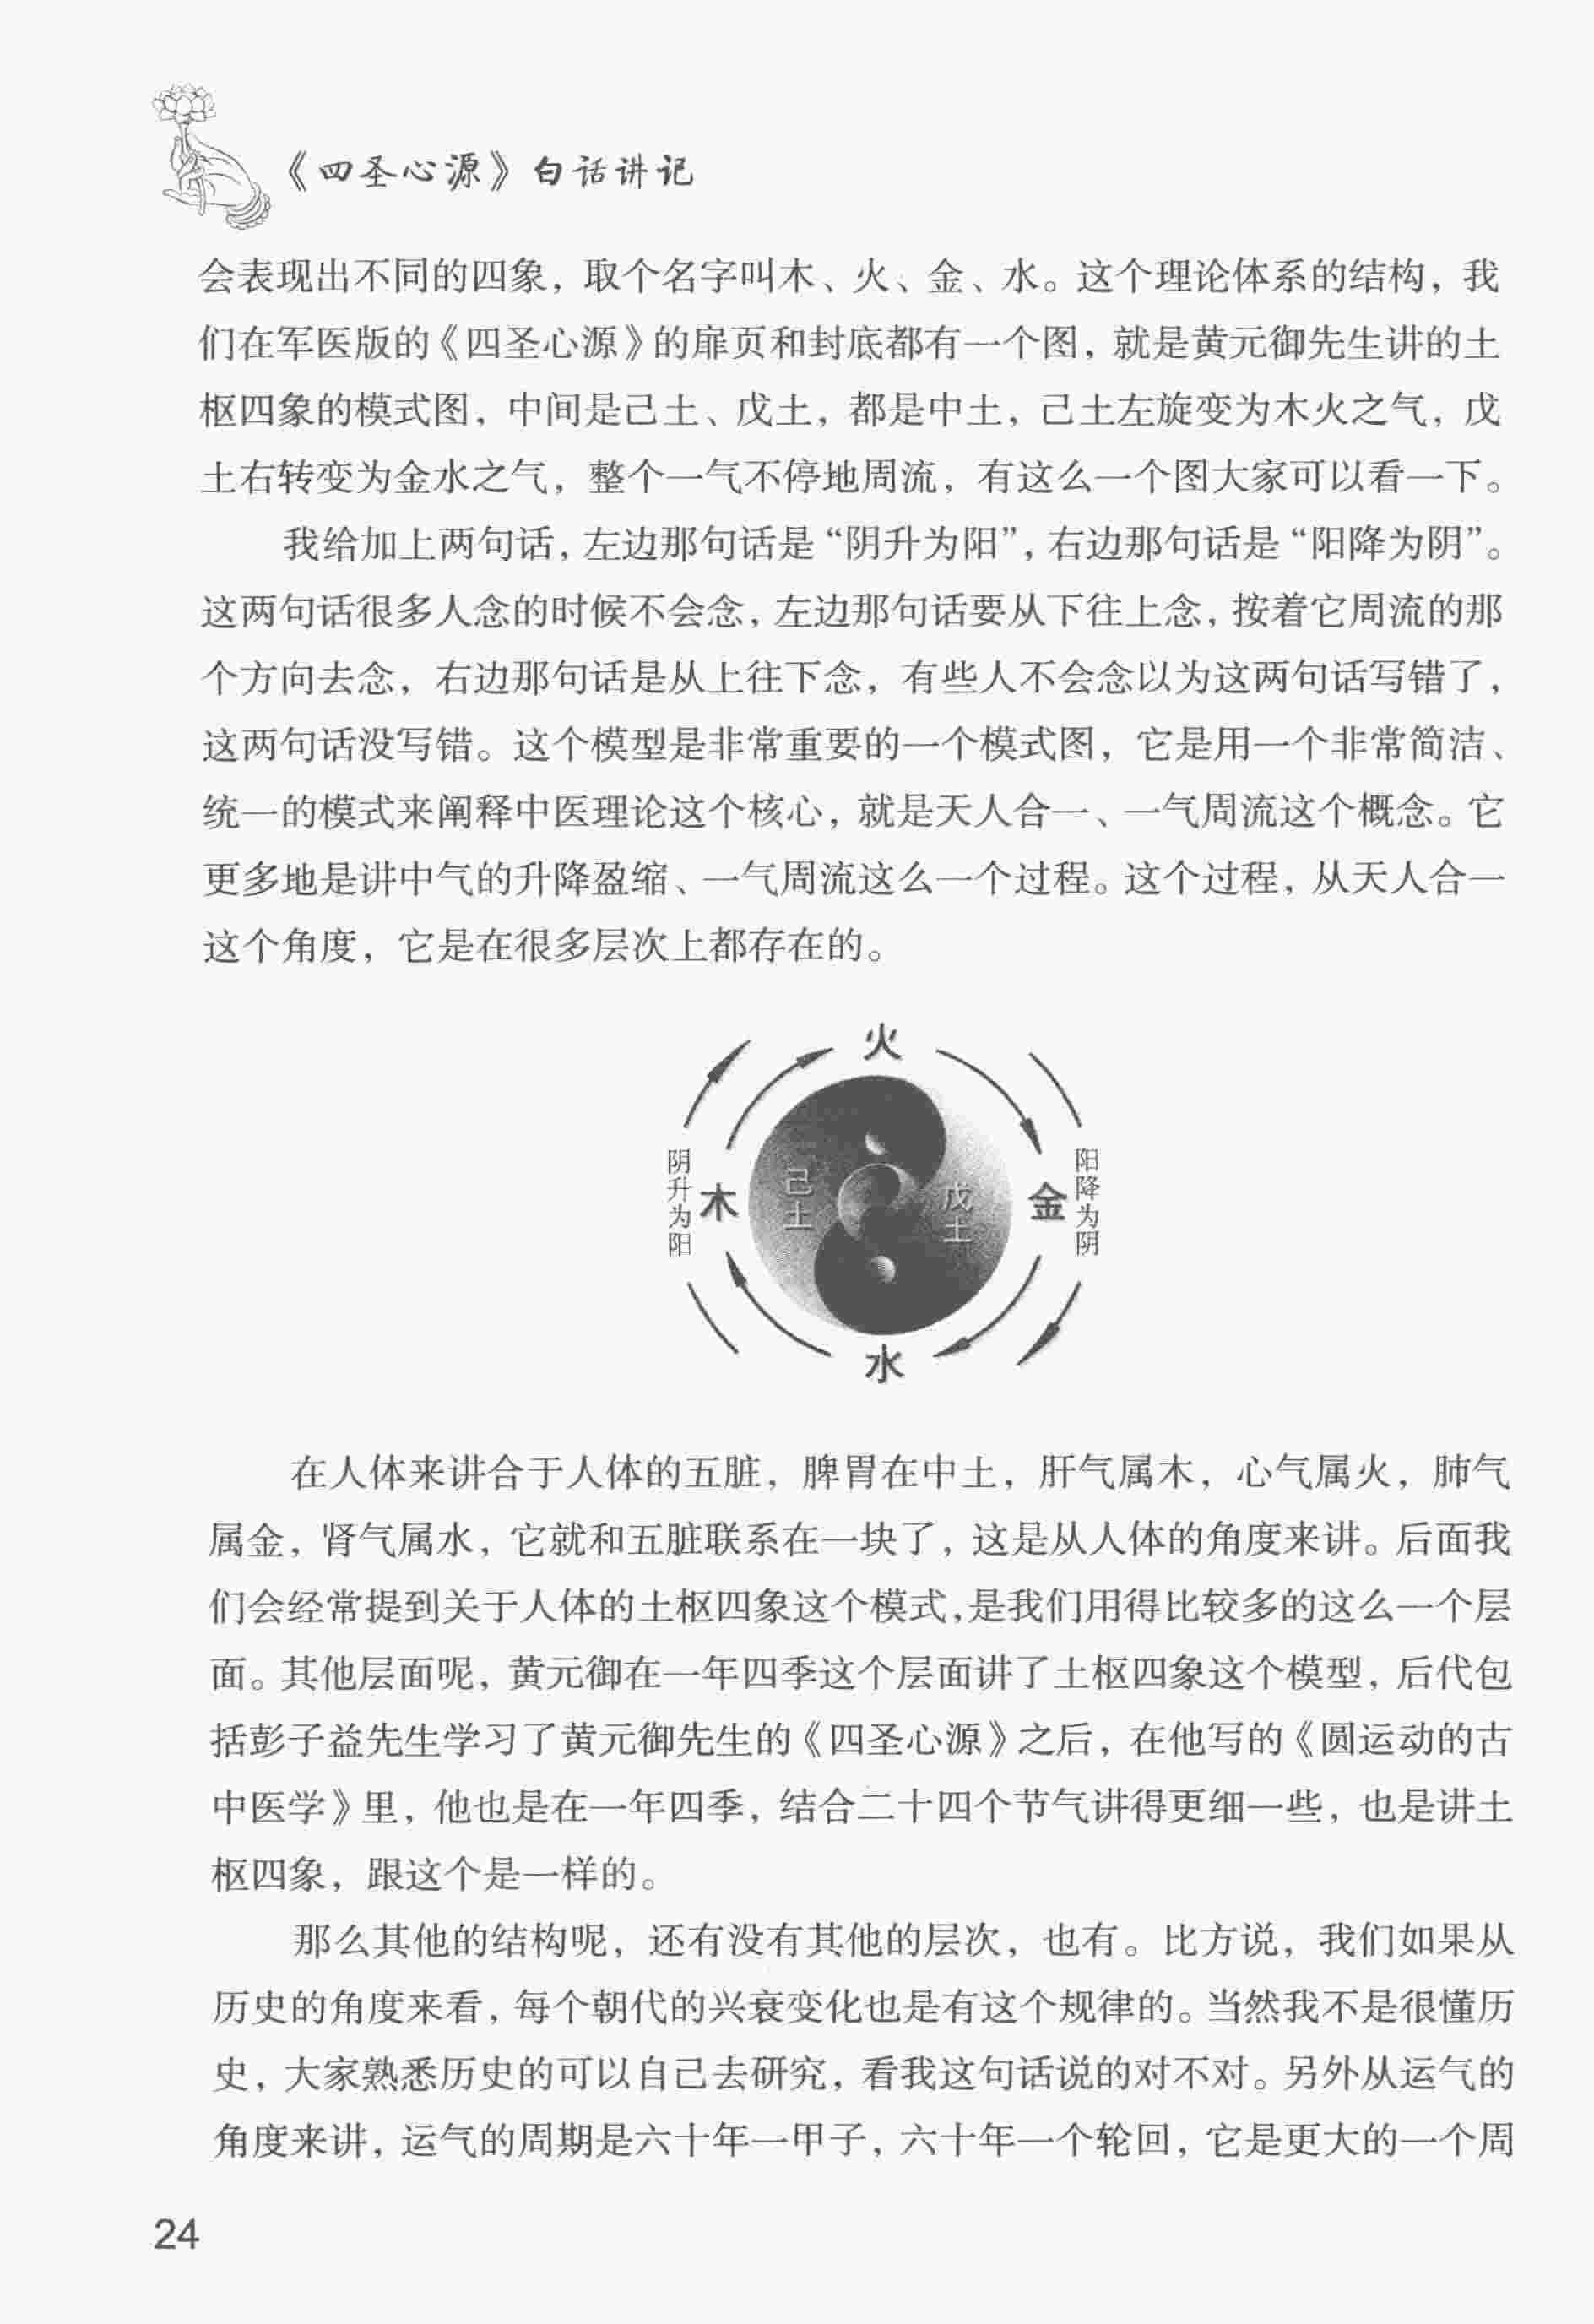 《四圣心源》白话讲记
会表现出不同的四象，取个名字叫木、火、金、水。这个理论体系的结构，我
们在军医版的《四圣心源》的扉页和封底都有一个图，就是黄元御先生讲的土
枢四象的模式图，中间是己土、戊土，都是中土，己土左旋变为木火之气，戊
土右转变为金水之气，整个一气不停地周流，有这么一个图大家可以看一下。
我给加上两句话，左边那句话是“阴升为阳”，右边那句话是“阳降为阴”。
这两句话很多人念的时候不会念，左边那句话要从下往上念，按着它周流的那
个方向去念，右边那句话是从上往下念，有些人不会念以为这两句话写错了，
这两句话没写错。这个模型是非常重要的一个模式图，它是用一个非常简洁、
统一的模式来阐释中医理论这个核心，就是天人合一、一气周流这个概念。它
更多地是讲中气的升降盈缩、一气周流这么一个过程。这个过程，从天人合一
这个角度，它是在很多层次上都存在的。
火
阴升为阳
木
己土
戊土
金
阳降为阴
水
在人体来讲合于人体的五脏，脾胃在中土，肝气属木，心气属火，肺气
属金，肾气属水，它就和五脏联系在一块了，这是从人体的角度来讲。后面我
们会经常提到关于人体的土枢四象这个模式，是我们用得比较多的这么一个层
面。其他层面呢，黄元御在一年四季这个层面讲了土枢四象这个模型，后代包
括彭子益先生学习了黄元御先生的《四圣心源》之后，在他写的《圆运动的古
中医学》里，他也是在一年四季，结合二十四个节气讲得更细一些，也是讲土
枢四象，跟这个是一样的。
那么其他的结构呢，还有没有其他的层次，也有。比方说，我们如果从
历史的角度来看，每个朝代的兴衰变化也是有这个规律的。当然我不是很懂历
史，大家熟悉历史的可以自己去研究，看我这句话说的对不对。另外从运气的
角度来讲，运气的周期是六十年一甲子，六十年一个轮回，它是更大的一个周
24